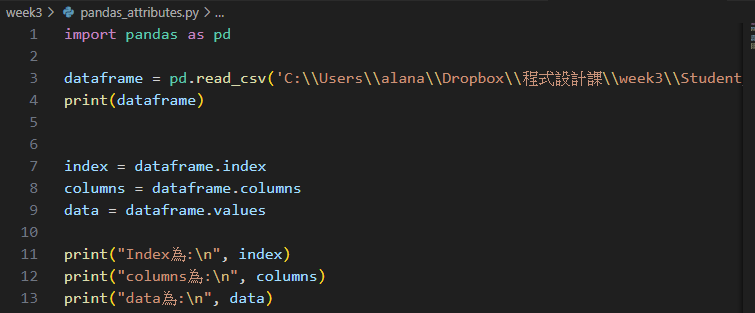 week3 > pandas_attributes.py > ...
1 import pandas as pd
2
3 dataframe = pd.read_csv('C:\\Users\\alana\\Dropbox\\程式設計課\\week3\\Student
4 print(dataframe)
5
6
7 index = dataframe.index
8 columns = dataframe.columns
9 data = dataframe.values
10
11 print("Index為:\n", index)
12 print("columns為:\n", columns)
13 print("data為:\n", data)